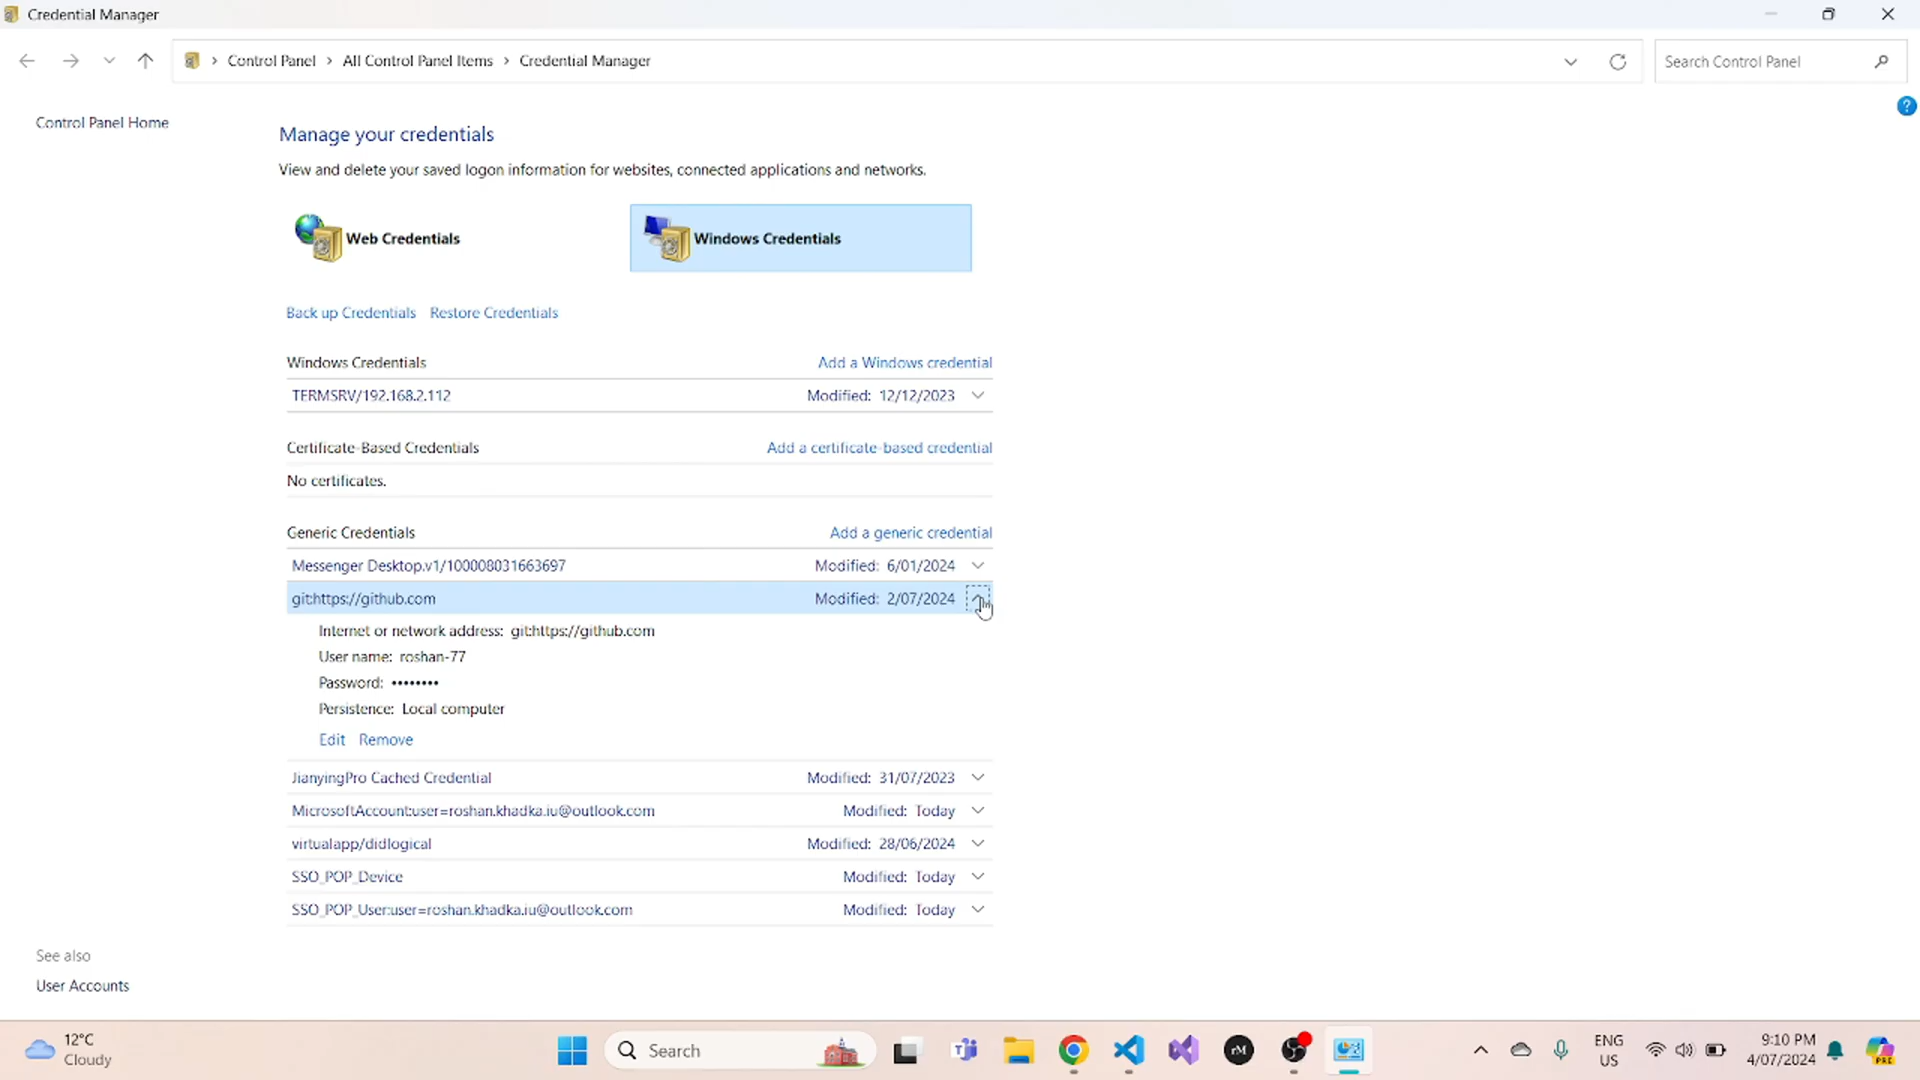 Credential Manager
Control Panel > All Control Panel Items > Credential Manager
Search Control Panel
Control Panel Home
Manage your credentials
View and delete your saved logon information for websites, connected applications and networks.
Web Credentials
Windows Credentials
Back up Credentials Restore Credentials
Windows Credentials Add a Windows credential
TERMSRV/192.168.2.112 Modified: 12/12/2023
Certificate-Based Credentials Add a certificate-based credential
No certificates.
Generic Credentials Add a generic credential
Messenger Desktop.v1/100008031663697 Modified: 6/01/2024
git:https://github.com Modified: 2/07/2024
Internet or network address: git:https://github.com
User name: roshan-77
Password: ••••••••
Persistence: Local computer
Edit Remove
JianyingPro Cached Credential Modified: 31/07/2023
MicrosoftAccount:user=roshan.khadka.iu@outlook.com Modified: Today
virtualapp/didlogical Modified: 28/06/2024
SSO_POP_Device Modified: Today
SSO_POP_User:user=roshan.khadka.iu@outlook.com Modified: Today
See also
User Accounts
12°C
Cloudy
Search
rM
ENG
US
9:10 PM
4/07/2024
PRE